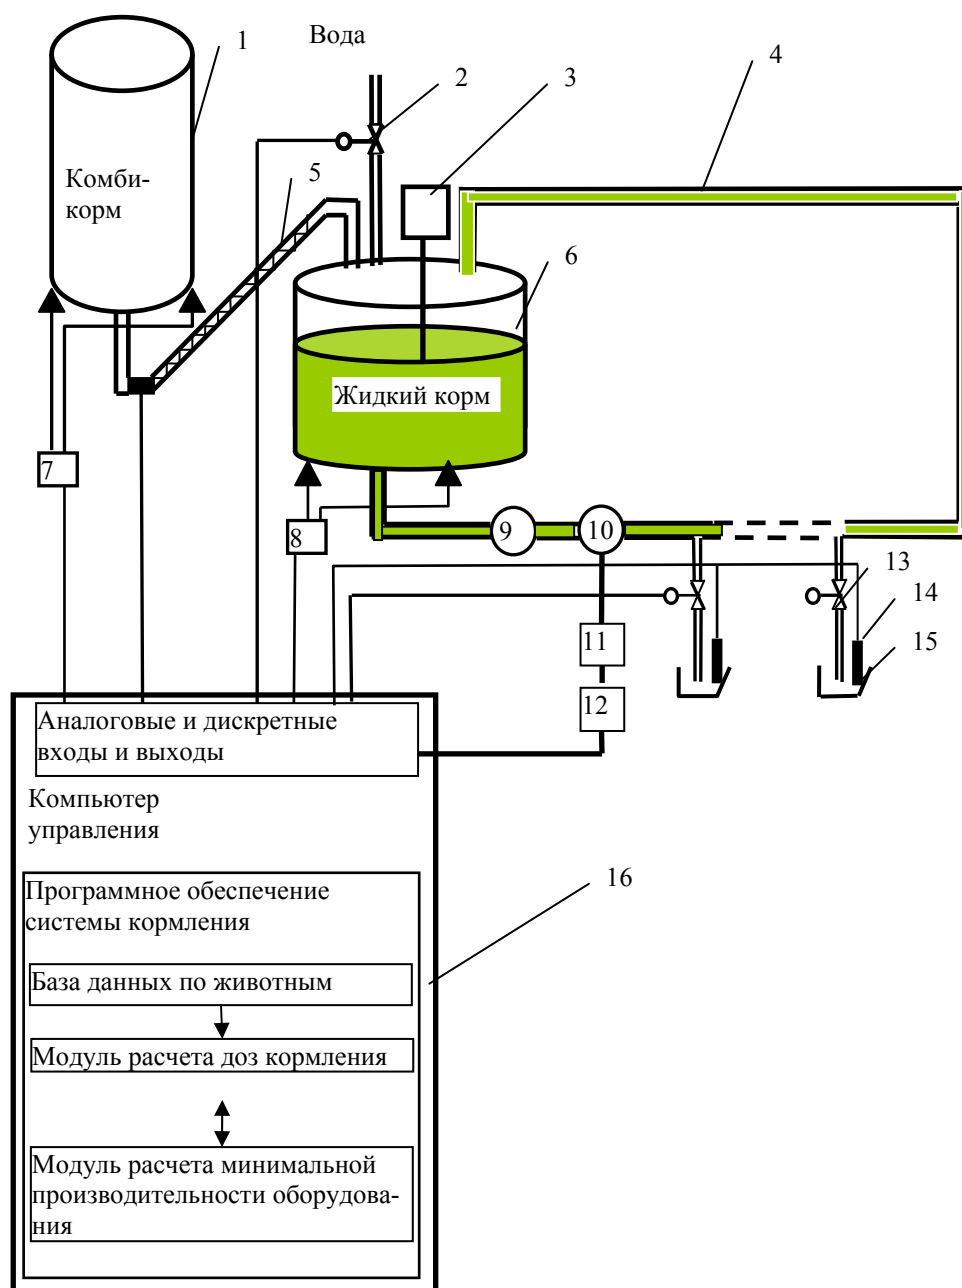 1
Вода
2
3
4
Комби-
корм
5
6
Жидкий корм
7
8
9
10
13
14
11
15
12
Аналоговые и дискретные
входы и выходы
Компьютер
управления
16
Программное обеспечение
системы кормления
База данных по животным
Модуль расчета доз кормления
Модуль расчета минимальной
производительности оборудова-
ния